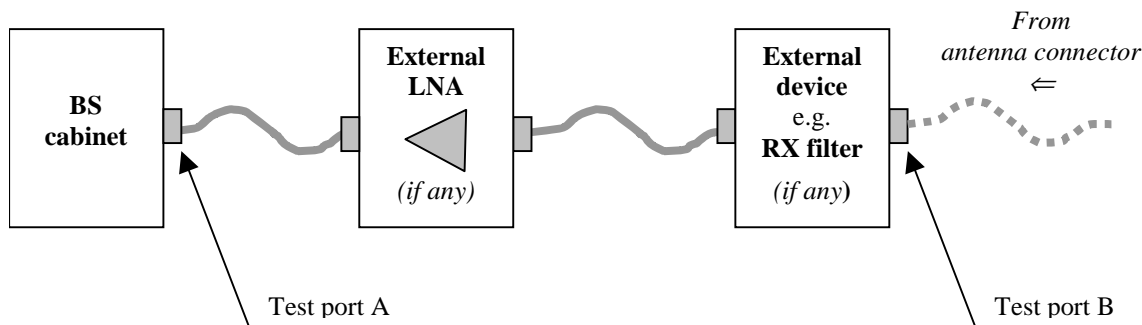 BS
cabinet
External
LNA
(if any)
External
device
e.g.
RX filter
(if any)
From
antenna connector
⇐
Test port A
Test port B